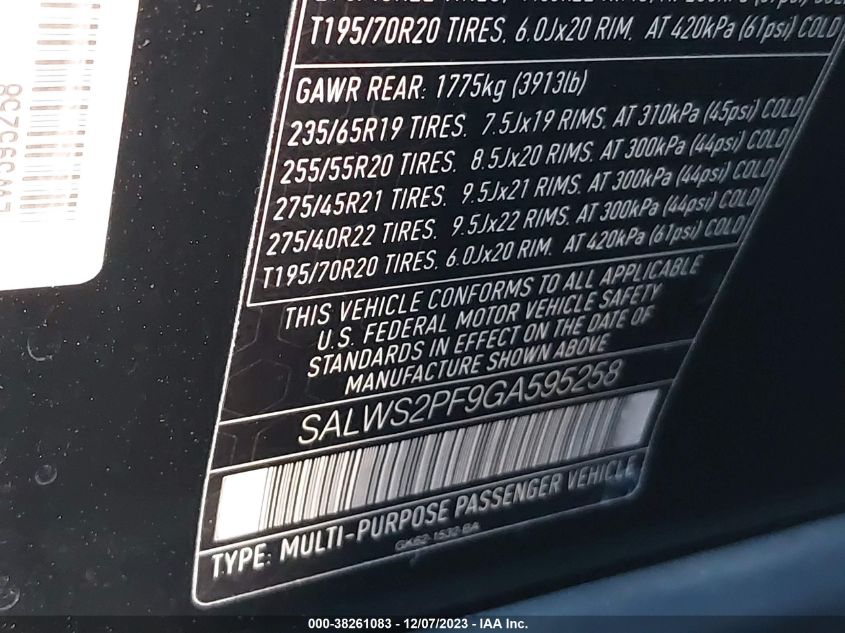 T195/70R20 TIRES, 6.0Jx20 RIM, AT 420kPa (61psi) COLD
GAWR REAR: 1775kg (3913lb)
235/65R19 TIRES. 7.5Jx19 RIMS. AT 310kPa (45psi) COLD
255/55R20 TIRES. 8.5Jx20 RIMS. AT 300kPa (44psi) COLD
275/45R21 TIRES. 9.5Jx21 RIMS. AT 300kPa (44psi) COLD
275/40R22 TIRES. 9.5Jx22 RIMS. AT 300kPa (44psi) COLD
T195/70R20 TIRES. 6.0Jx20 RIM. AT 420kPa (61psi) COLD
THIS VEHICLE CONFORMS TO ALL APPLICABLE
U.S. FEDERAL MOTOR VEHICLE SAFETY
STANDARDS IN EFFECT ON THE DATE OF
MANUFACTURE SHOWN ABOVE
SALWS2PF9GA595258
TYPE: MULTI-PURPOSE PASSENGER VEHICLE
GK62-1532-BA
000-38261083 - 12/07/2023 - IAA Inc.